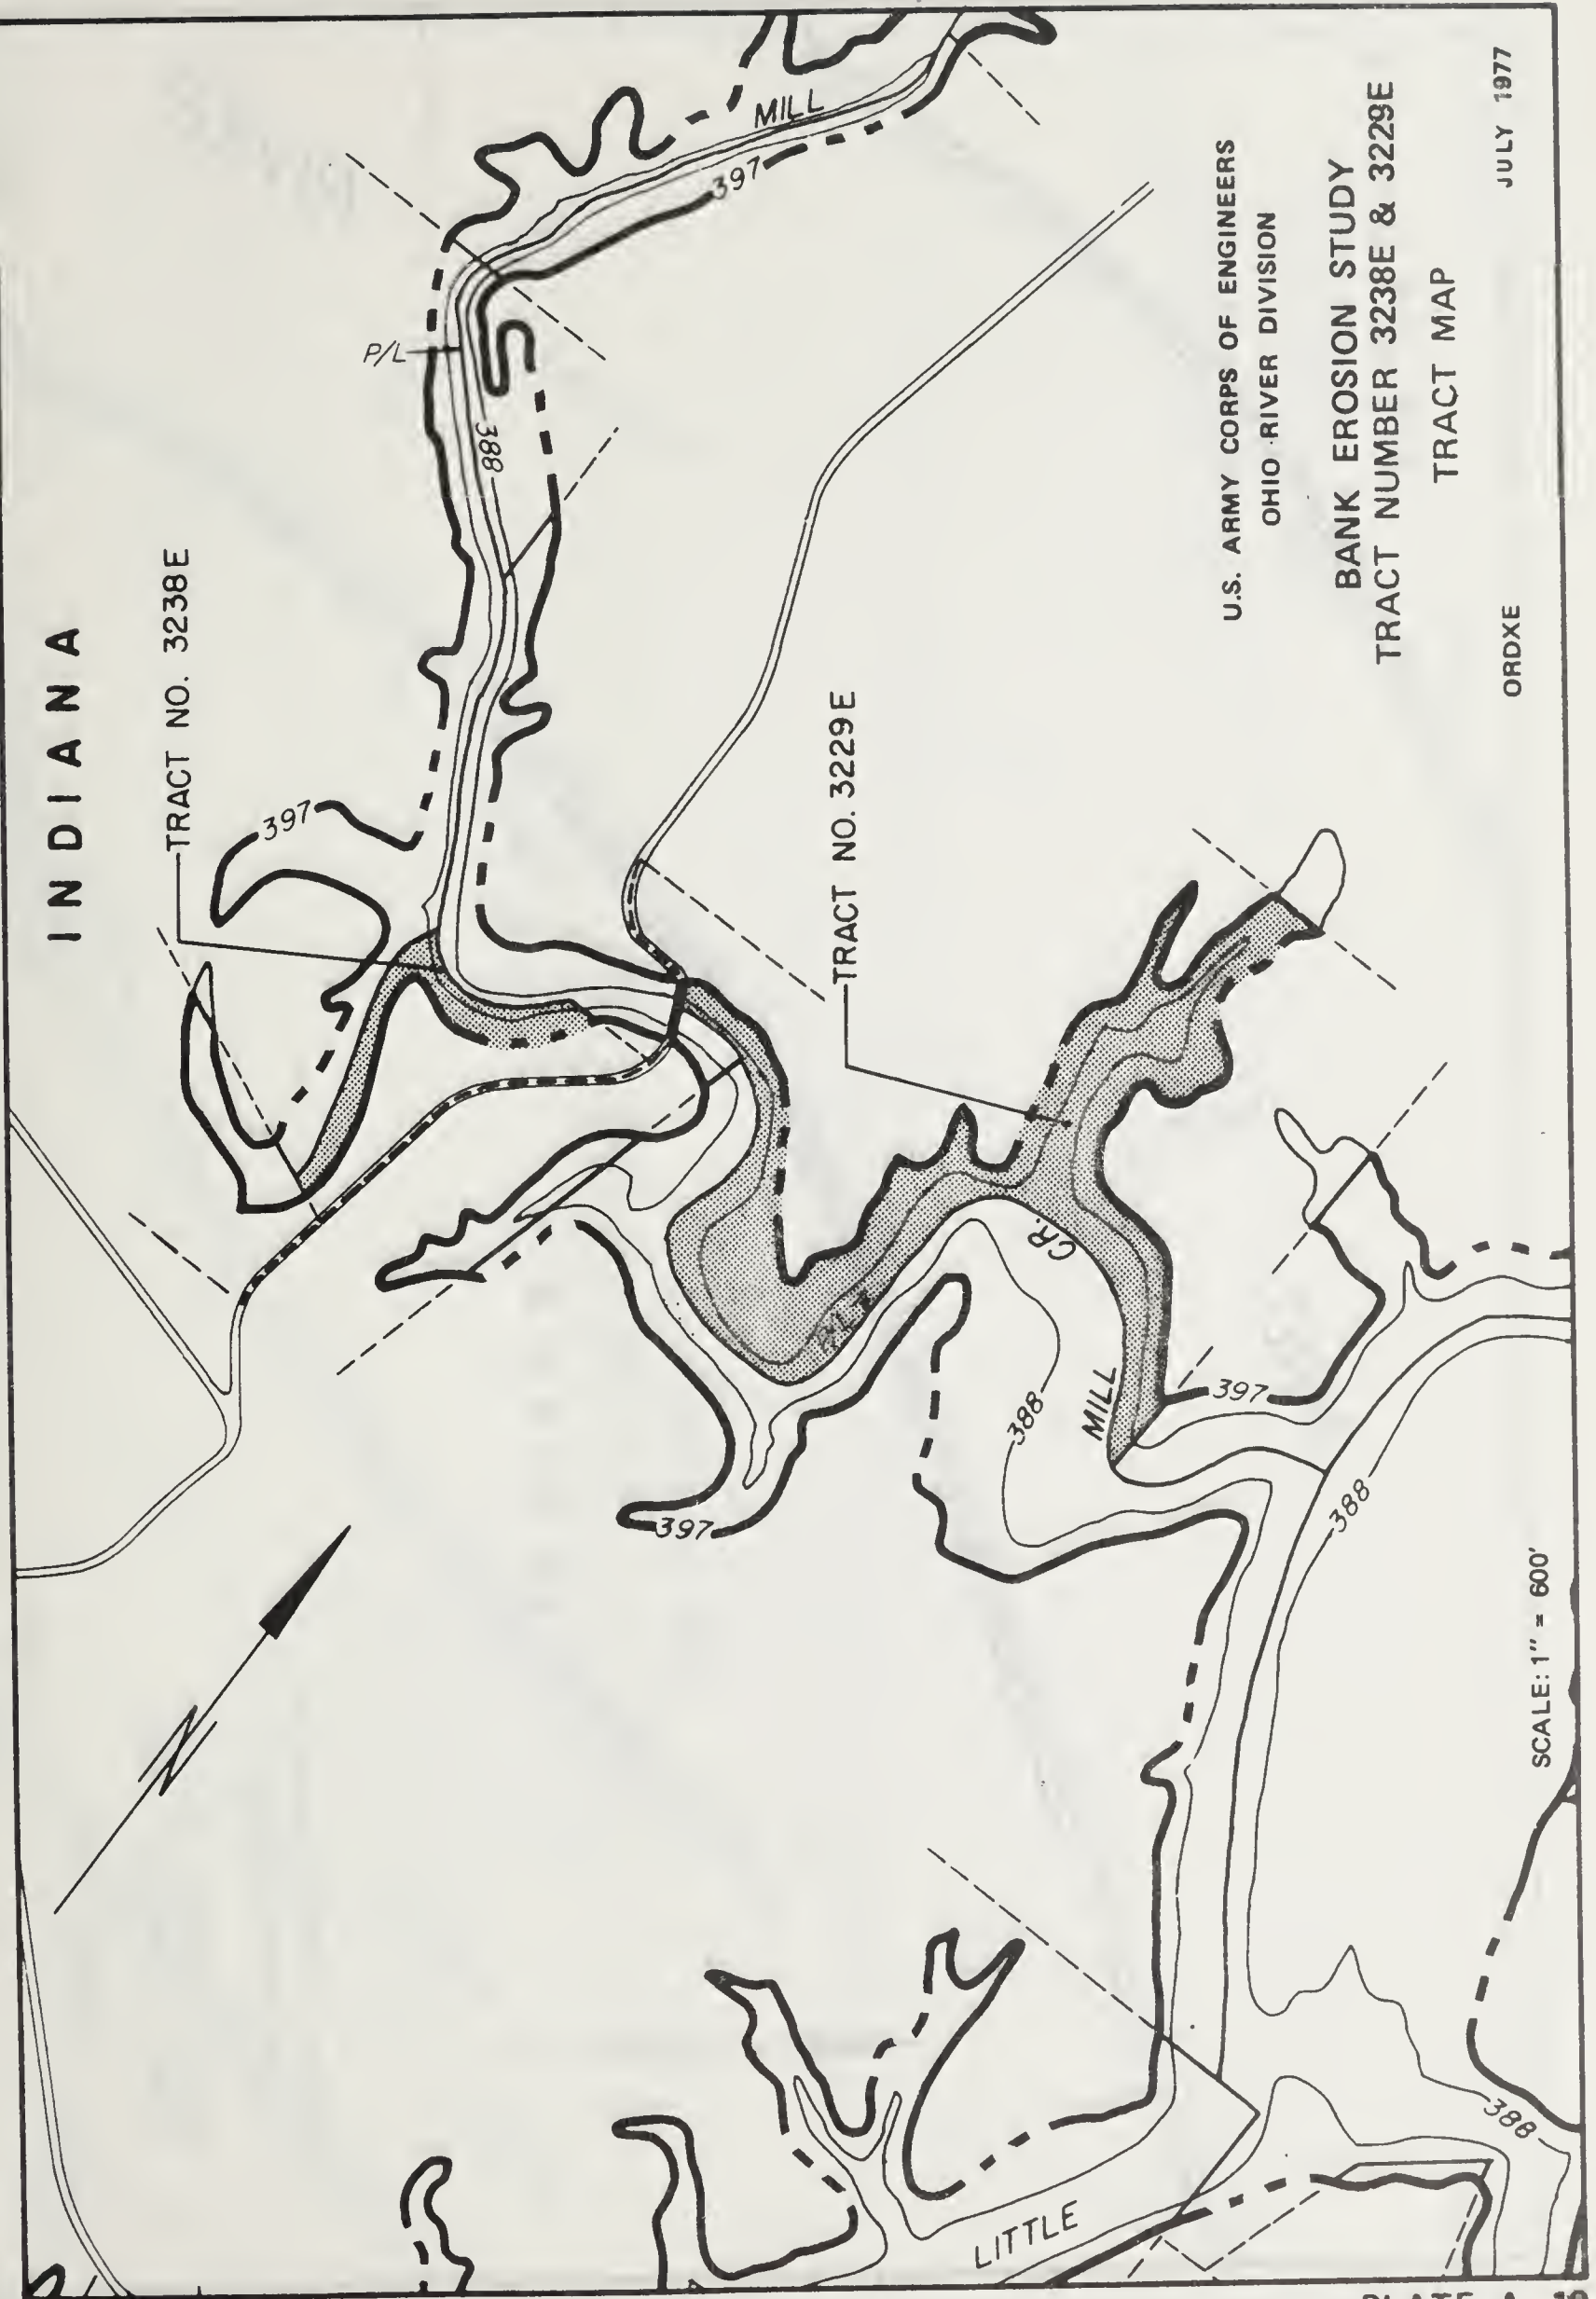 INDIANA
TRACT NO. 3238E
MILL
397
P/L
388
397
TRACT NO. 3229E
CR.
MILL
388
397
397
388
388
LITTLE
U.S. ARMY CORPS OF ENGINEERS
OHIO RIVER DIVISION
BANK EROSION STUDY
TRACT NUMBER 3238E & 3229E
TRACT MAP
ORDXE
JULY 1977
SCALE: 1" = 600'
N
PLATE A